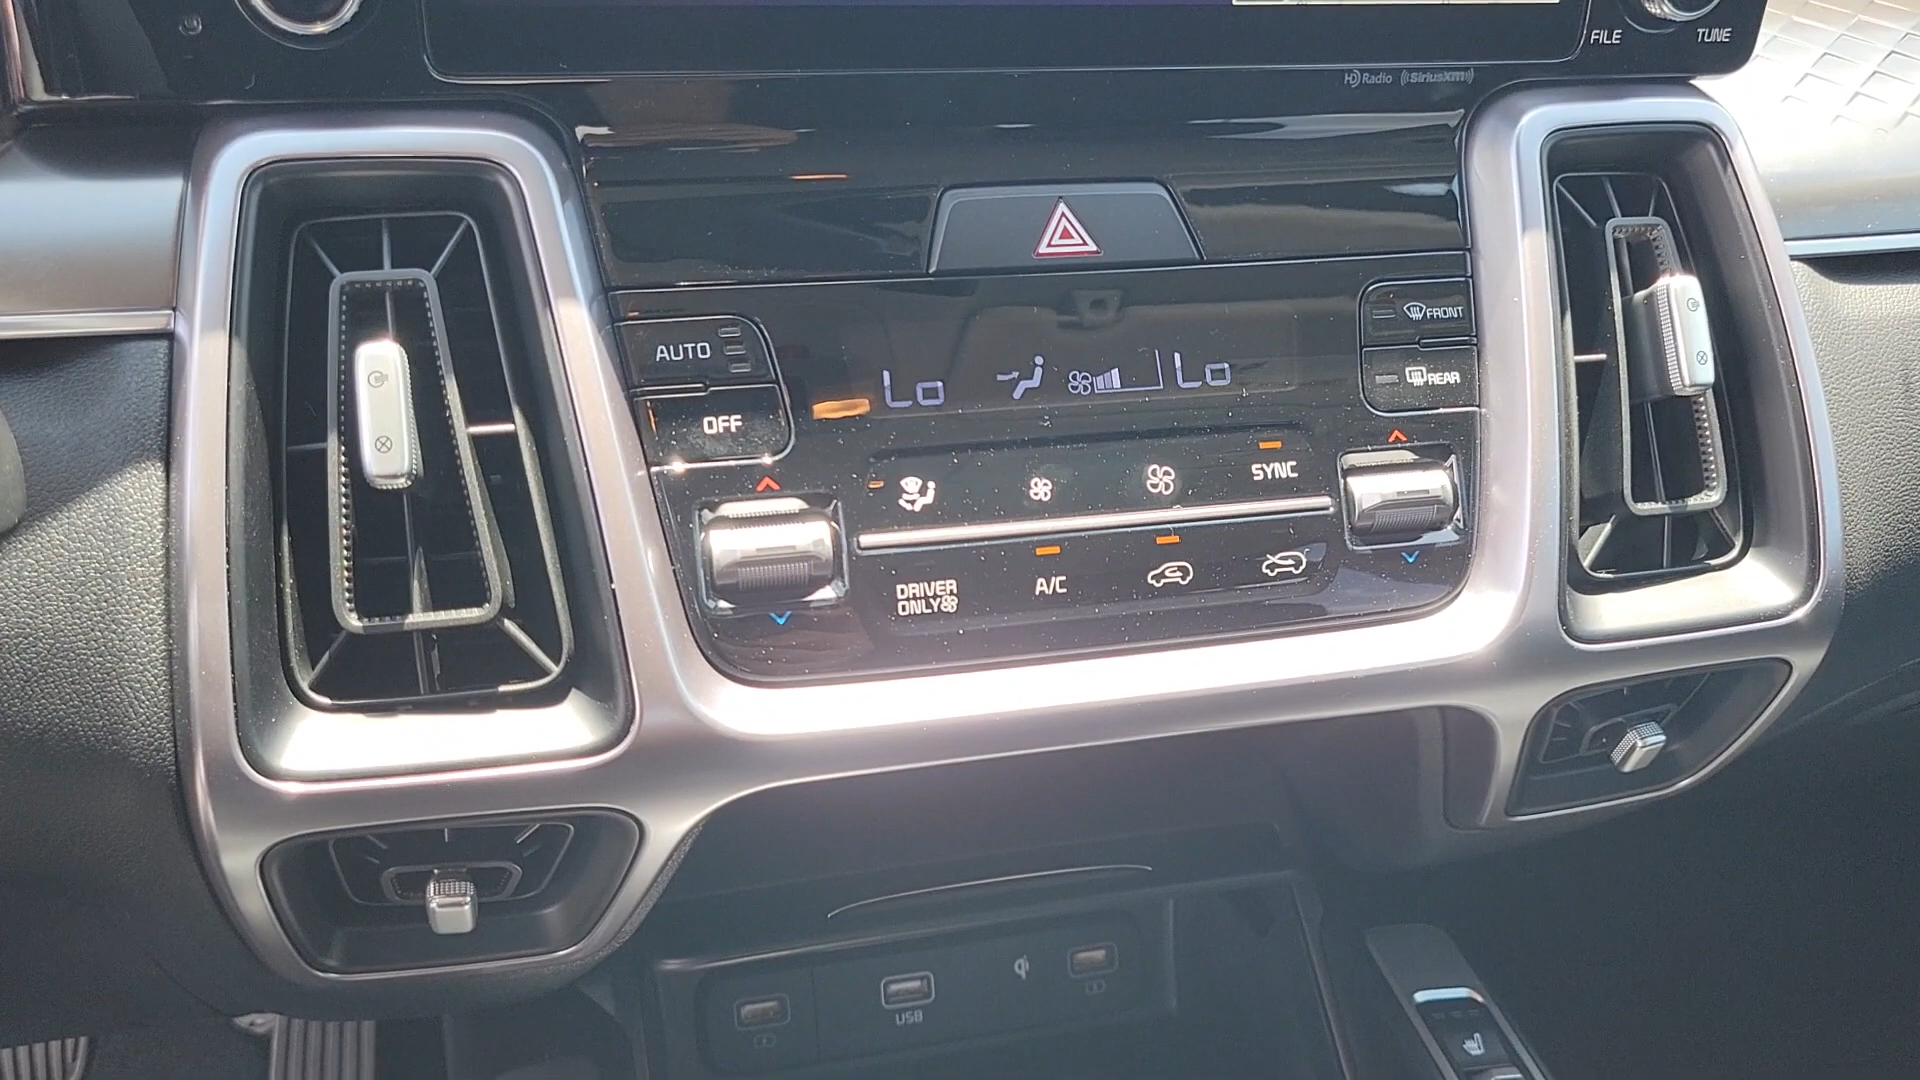 FILE
TUNE
HD Radio
((SiriusXM))
AUTO
OFF
Lo
Lo
FRONT
REAR
SYNC
DRIVER
ONLY
A/C
USB